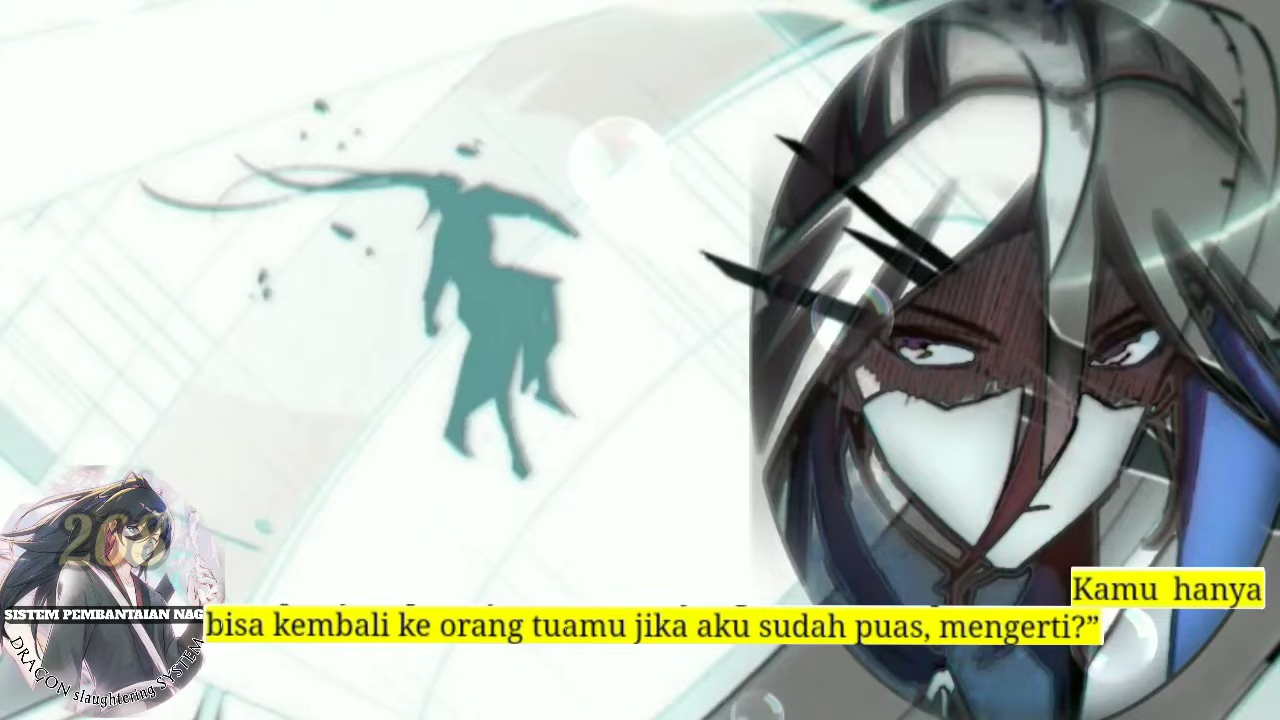 Kamu hanya
bisa kembali ke orang tuamu jika aku sudah puas, mengerti?”
SISTEM PEMBANTAIAN NAG
DRAGON slaughtering SYSTEM